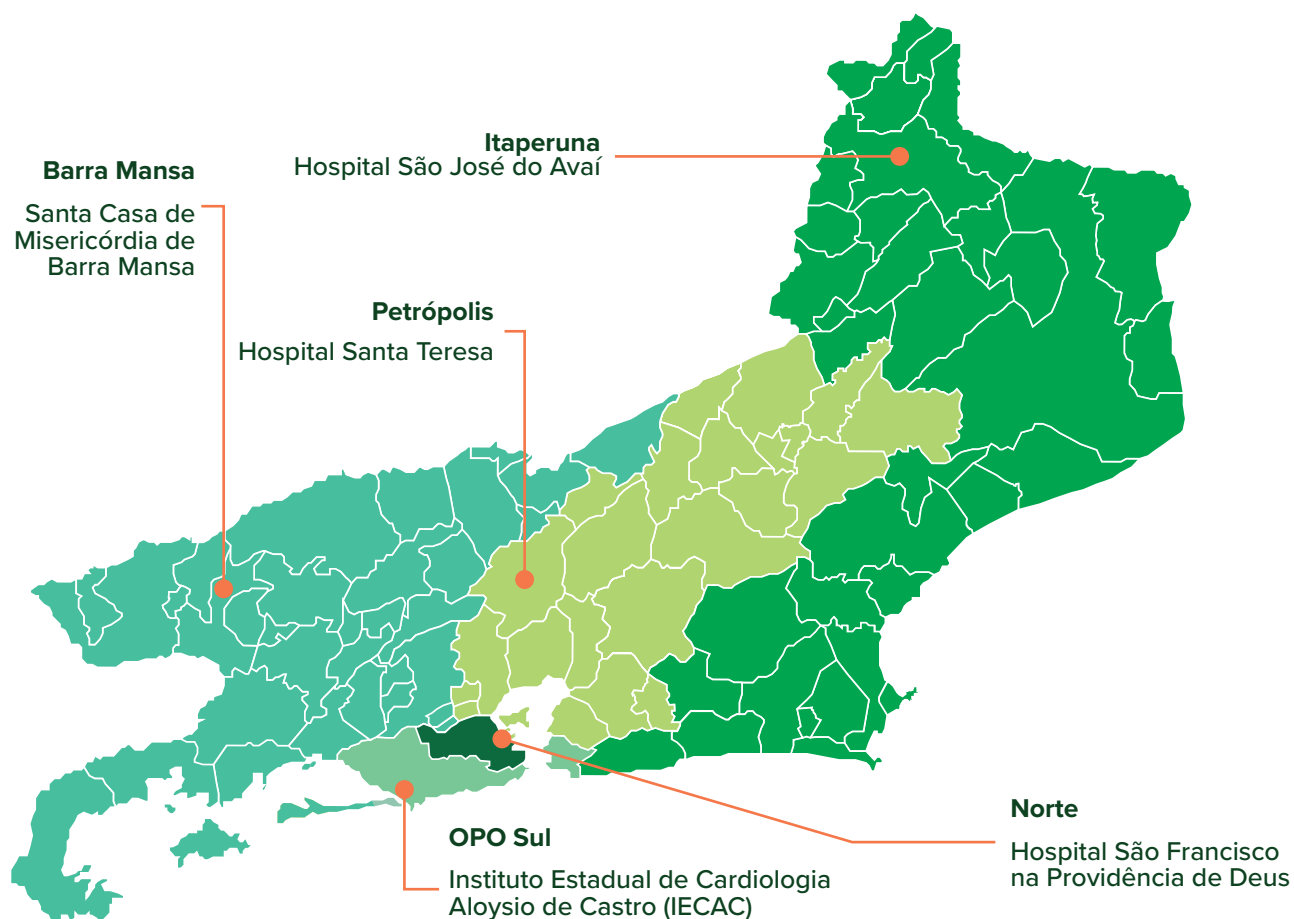 Itaperuna
Hospital São José do Avaí
Barra Mansa
Santa Casa de
Misericórdia de
Barra Mansa
Petrópolis
Hospital Santa Teresa
OPO Sul
Instituto Estadual de Cardiologia
Aloysio de Castro (IECAC)
Norte
Hospital São Francisco
na Providência de Deus